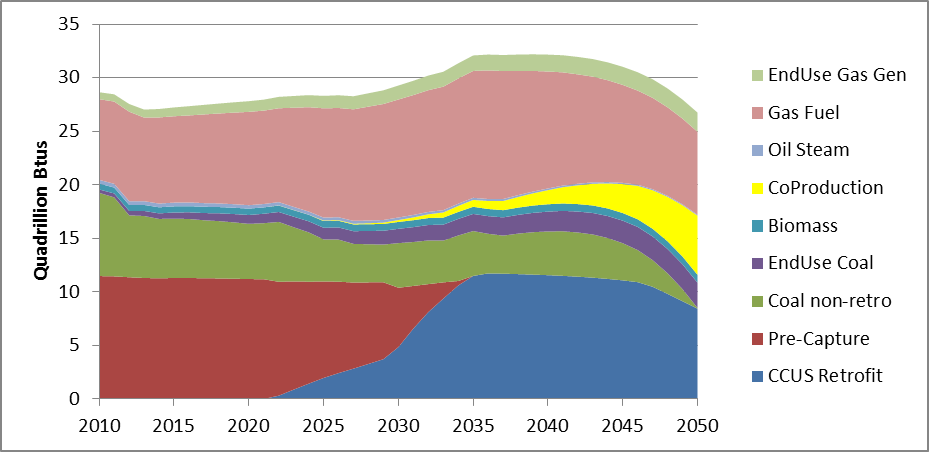 35
30
25
20
15
10
5
0
Quadrillion Btus
2010 2015 2020 2025 2030 2035 2040 2045 2050
EndUse Gas Gen
Gas Fuel
Oil Steam
CoProduction
Biomass
EndUse Coal
Coal non-retro
Pre-Capture
CCUS Retrofit